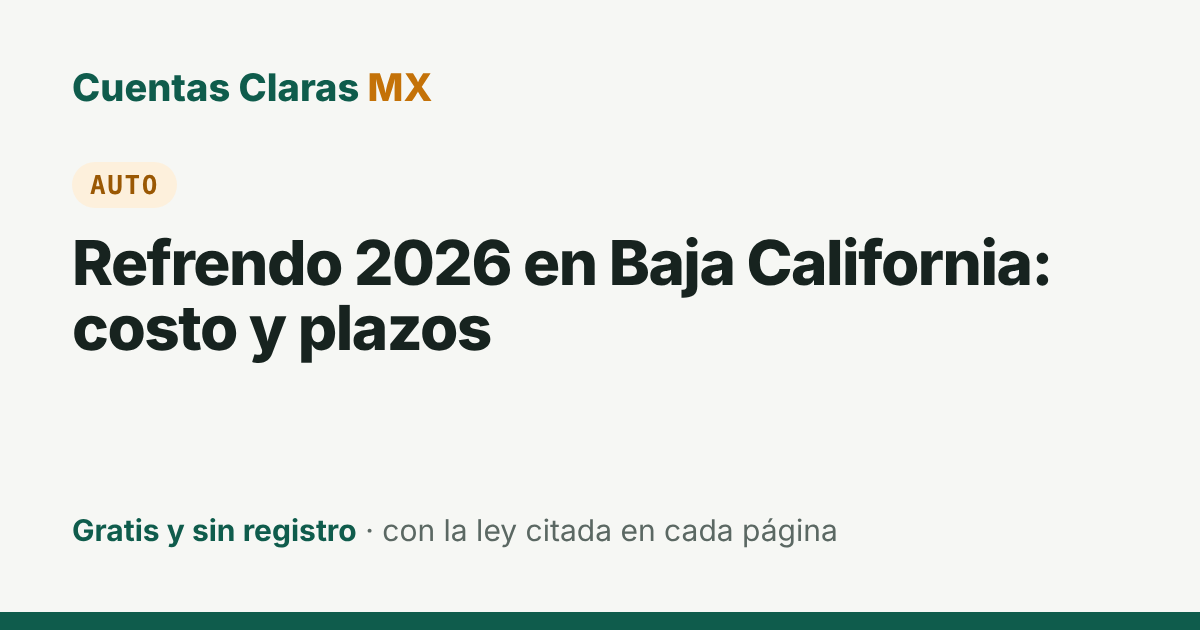 Cuentas Claras MX
AUTO
Refrendo 2026 en Baja California:
costo y plazos
Gratis y sin registro · con la ley citada en cada página